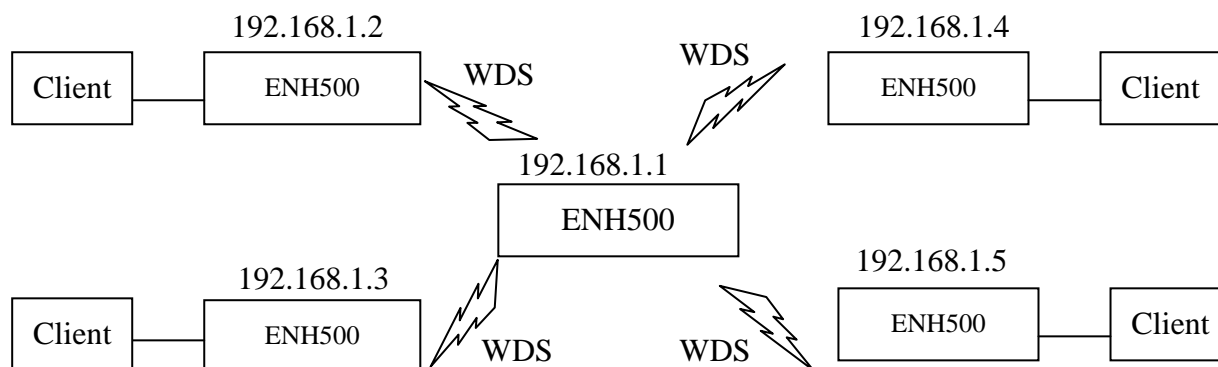 192.168.1.2
192.168.1.4
WDS
WDS
Client
ENH500
ENH500
Client
192.168.1.1
ENH500
192.168.1.3
192.168.1.5
Client
ENH500
ENH500
Client
WDS
WDS